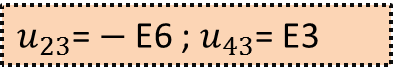 𝑢₂₃= − E6 ; 𝑢₄₃= E3